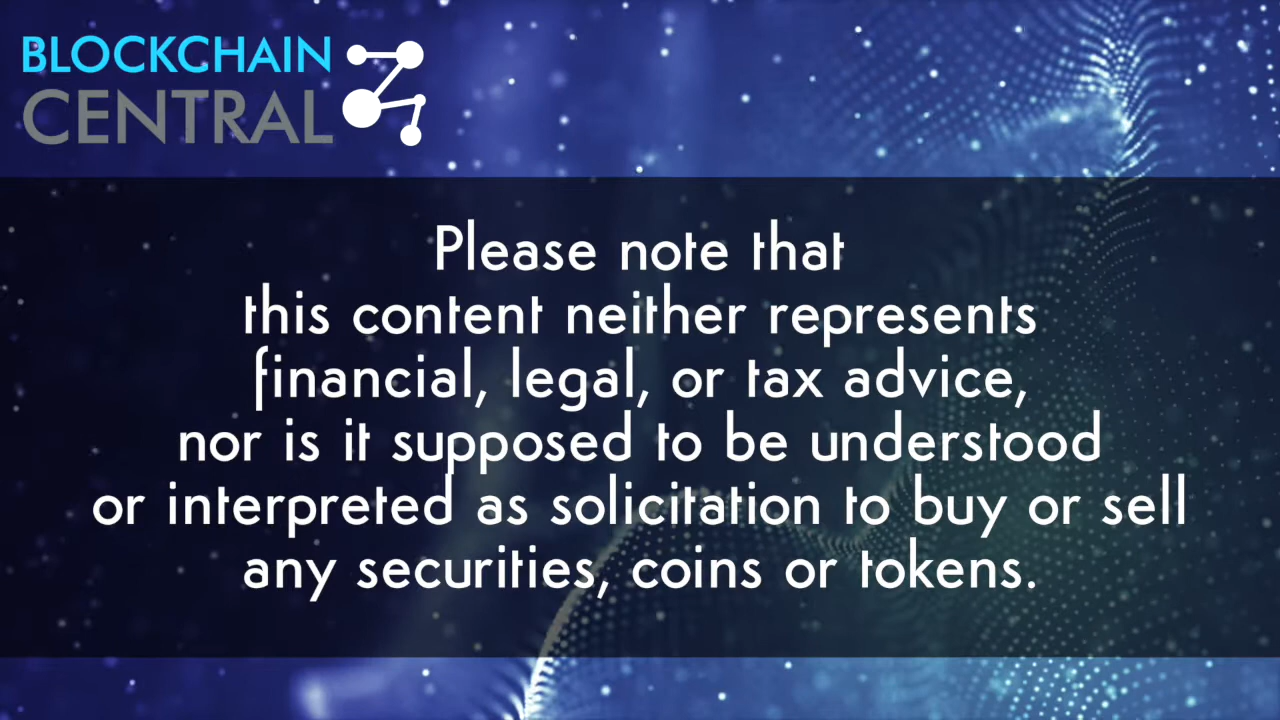 BLOCKCHAIN
CENTRAL
Please note that
this content neither represents
financial, legal, or tax advice,
nor is it supposed to be understood
or interpreted as solicitation to buy or sell
any securities, coins or tokens.